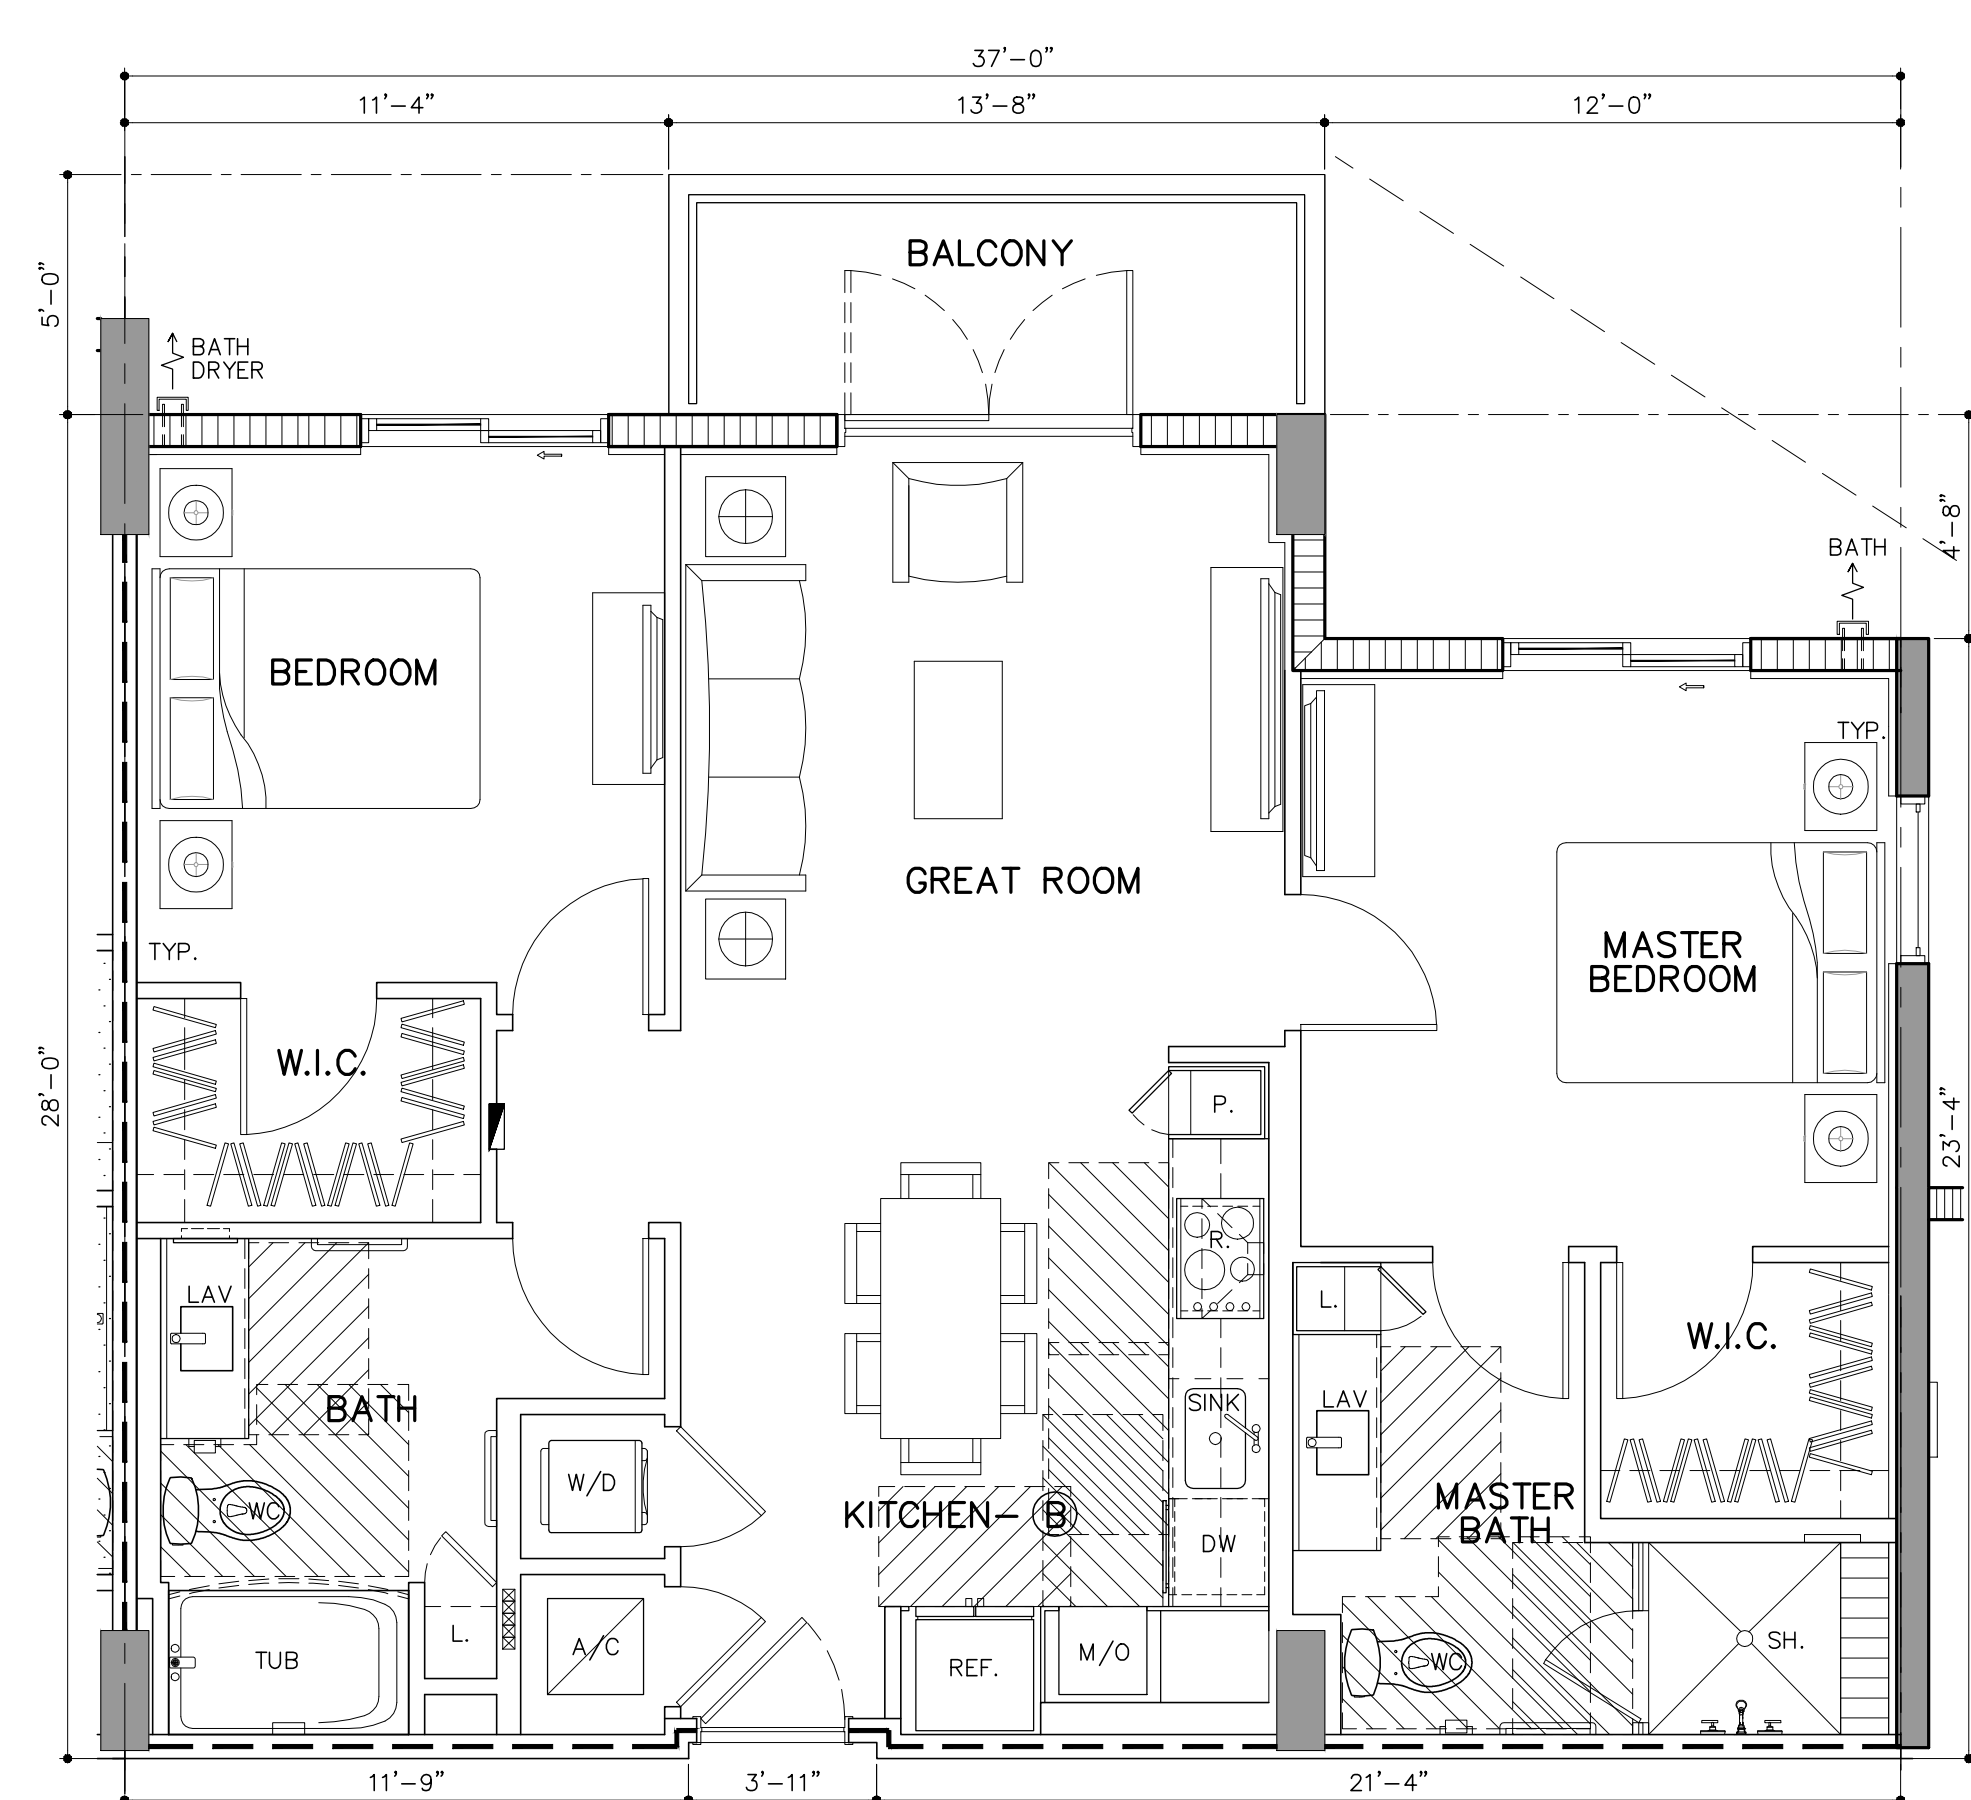 37'-0"
11'-4"
13'-8"
12'-0"
5'-0"
BALCONY
BATH
DRYER
4'-8"
BATH
BEDROOM
TYP.
GREAT ROOM
MASTER
BEDROOM
TYP.
W.I.C.
28'-0"
P.
23'-4"
R.
LAV
L.
W.I.C.
BATH
SINK
LAV
W/D
WC
KITCHEN- B
MASTER
BATH
DW
L.
A/C
TUB
REF.
M/O
WC
SH.
11'-9"
3'-11"
21'-4"